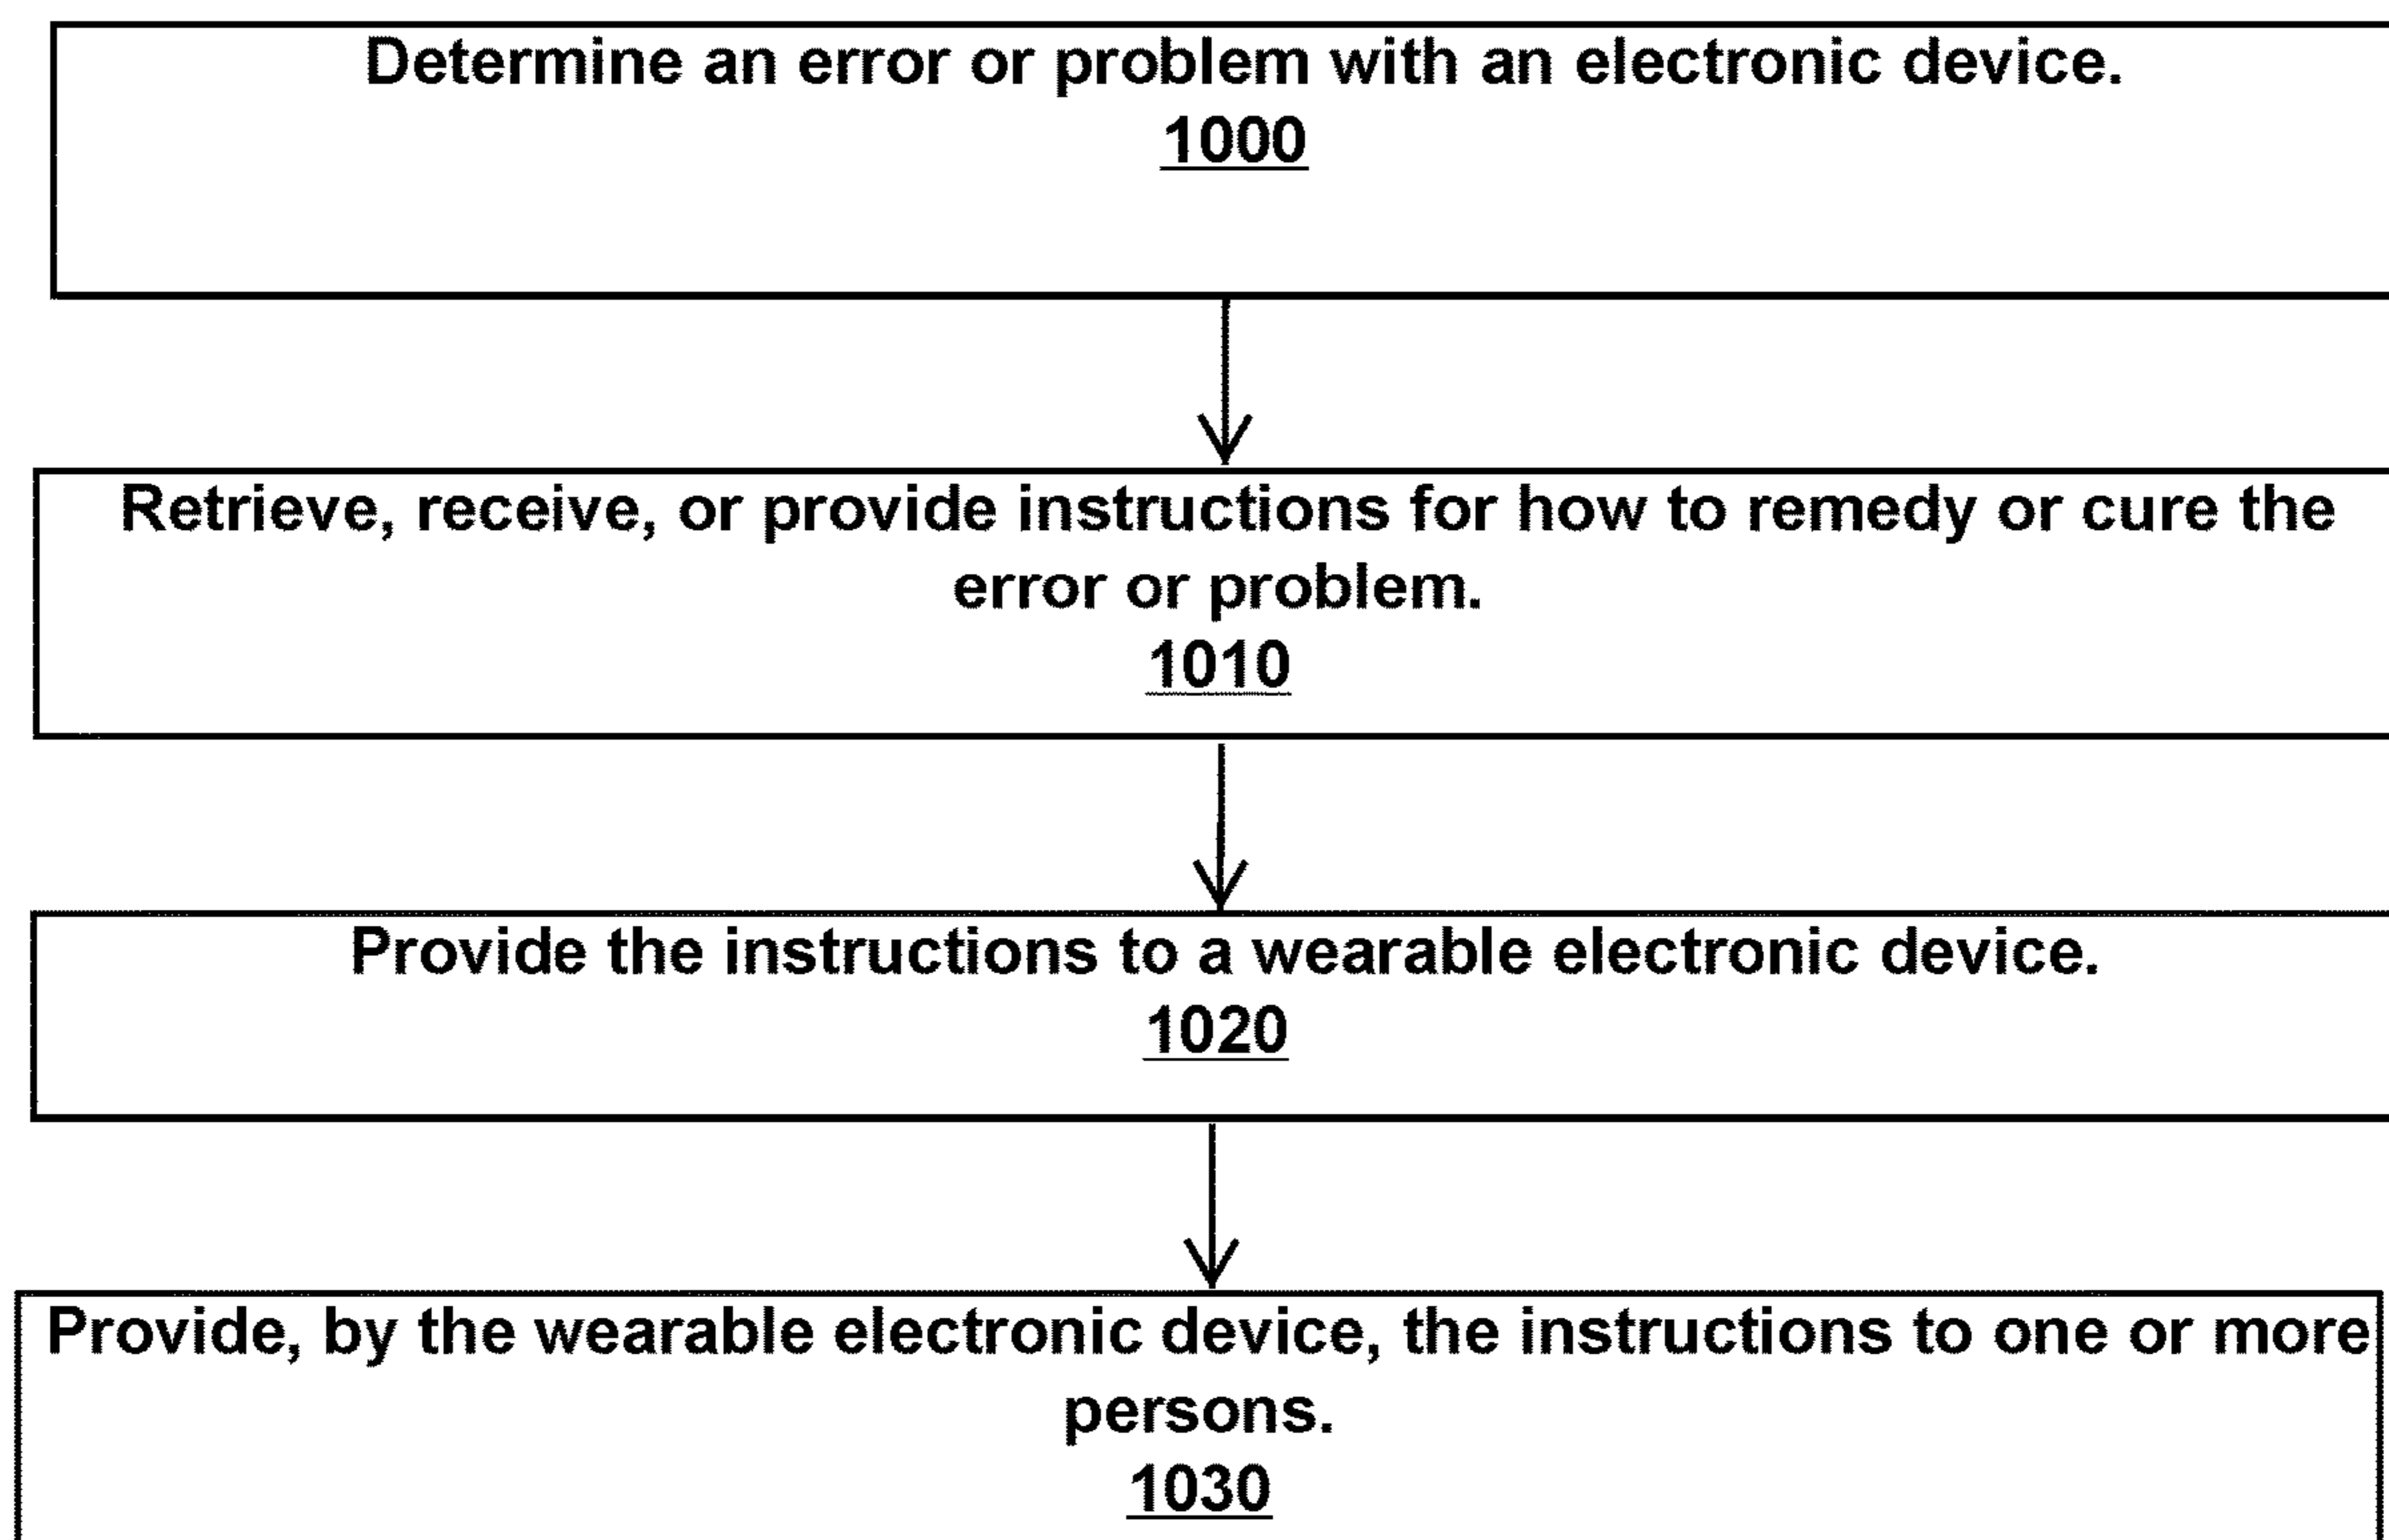 Determine an error or problem with an electronic device.
1000
Retrieve, receive, or provide instructions for how to remedy or cure the
error or problem.
1010
Provide the instructions to a wearable electronic device.
1020
Provide, by the wearable electronic device, the instructions to one or more
persons.
1030